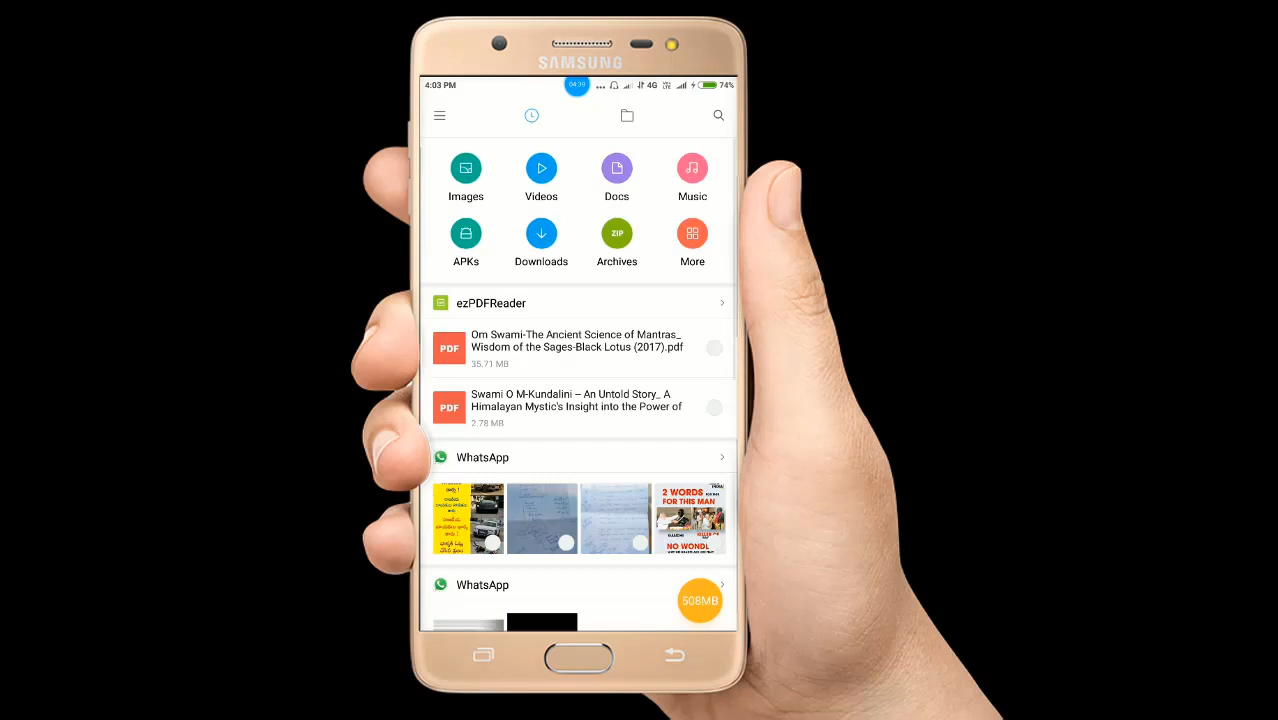 SAMSUNG
4:03 PM
04:39
4G
74%
Images
Videos
Docs
Music
ZIP
APKs
Downloads
Archives
More
ezPDFReader
PDF
Om Swami-The Ancient Science of Mantras_
Wisdom of the Sages-Black Lotus (2017).pdf
35.71 MB
PDF
Swami O M-Kundalini – An Untold Story_ A
Himalayan Mystic's Insight into the Power of
2.78 MB
WhatsApp
2 WORDS
FOR THIS MAN
NO WONDL
WhatsApp
508MB